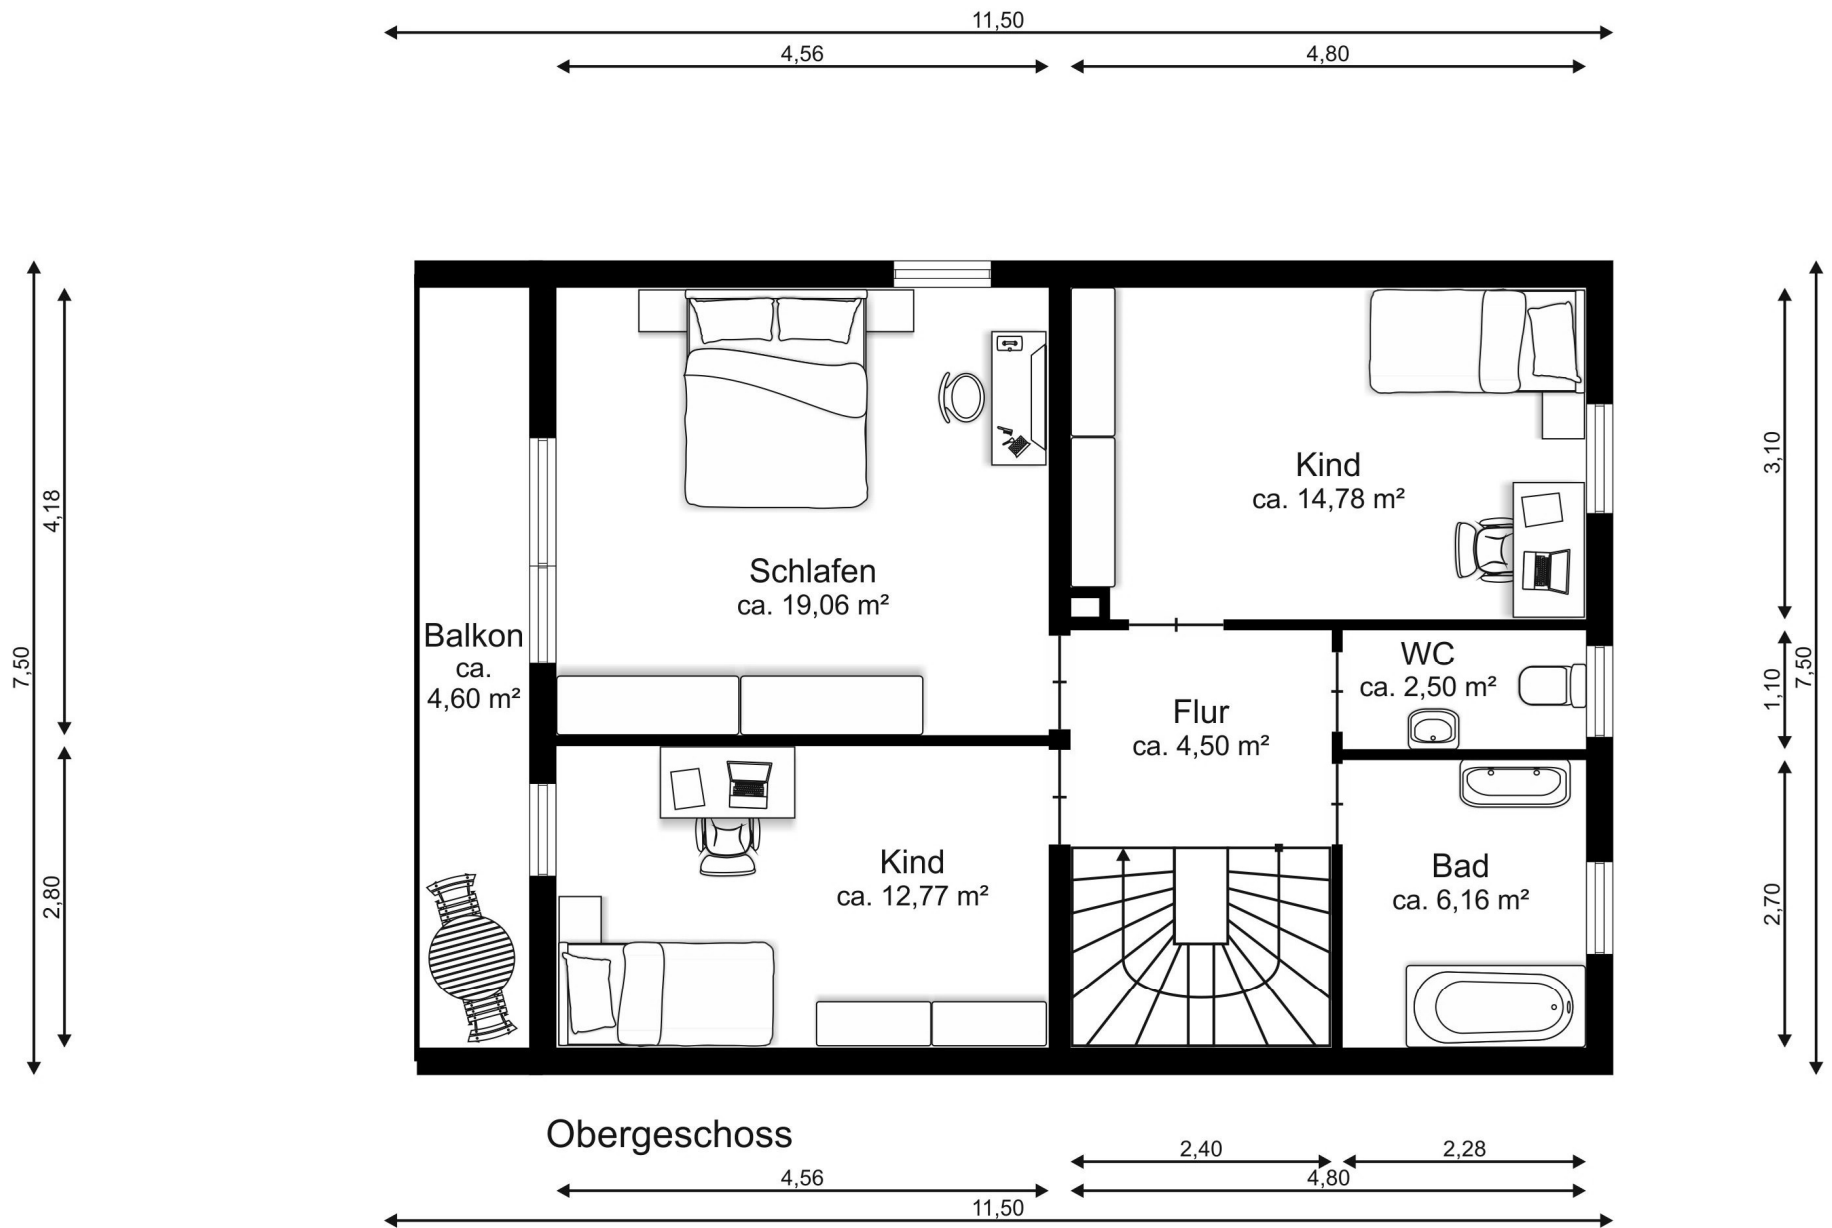 11,50
4,56
4,80
7,50
4,18
2,80
Balkon
ca.
4,60 m²
Schlafen
ca. 19,06 m²
Kind
ca. 14,78 m²
WC
ca. 2,50 m²
Flur
ca. 4,50 m²
Kind
ca. 12,77 m²
Bad
ca. 6,16 m²
3,10
1,10
7,50
2,70
Obergeschoss
2,40
2,28
4,56
4,80
11,50